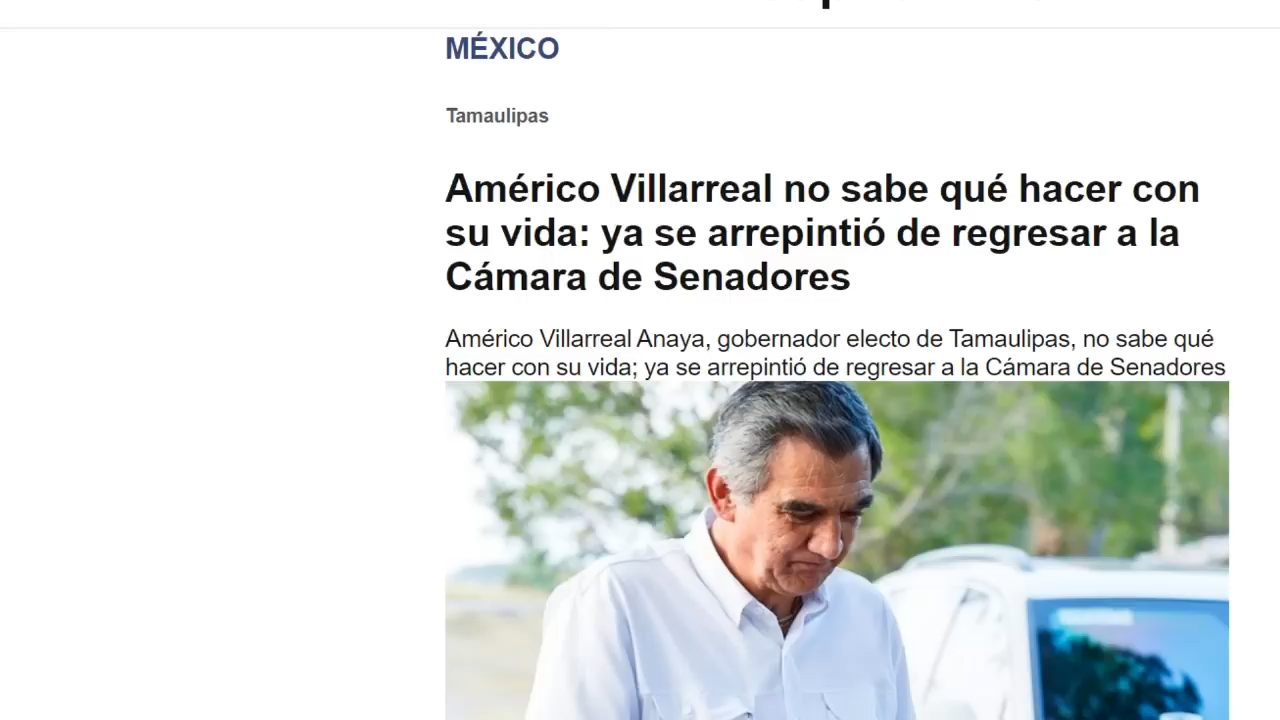 MÉXICO
Tamaulipas
Américo Villarreal no sabe qué hacer con
su vida: ya se arrepintió de regresar a la
Cámara de Senadores
Américo Villarreal Anaya, gobernador electo de Tamaulipas, no sabe qué
hacer con su vida; ya se arrepintió de regresar a la Cámara de Senadores